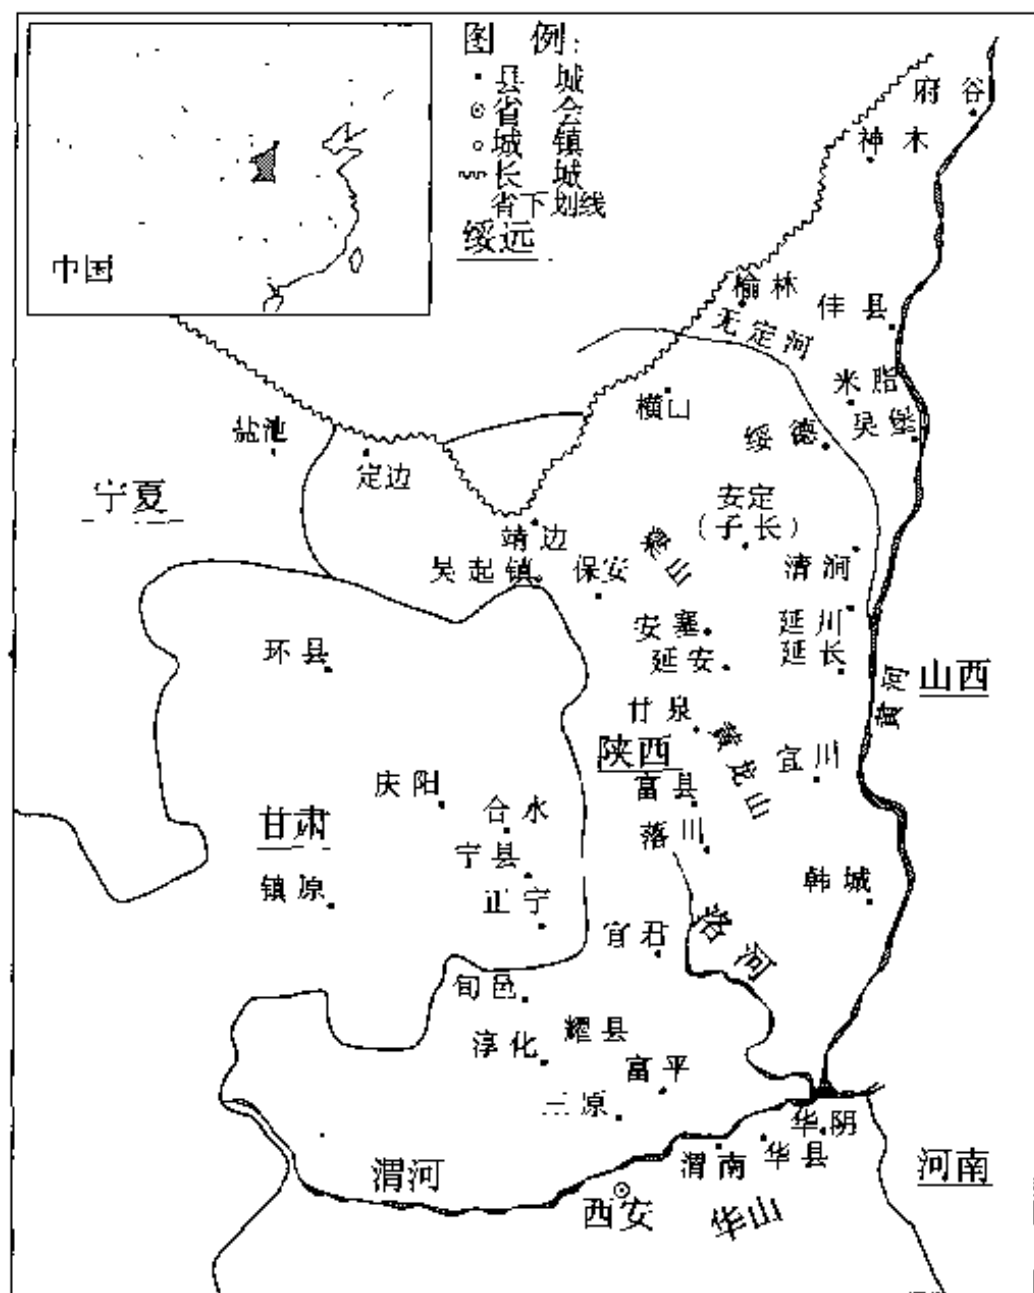 图 例:
县 城
省 会
城 镇
长 城
省下划线
绥远
中国
府 谷
神 木
榆 林
佳 县
无 定 河
米 脂
横山
吴 堡
绥 德
盐池
定边
宁夏
安定
(子长)
靖边
吴起镇
保安
清 涧
安 塞
延 川
延 安
延 长
环 县
黄河
山西
甘 泉
陕西
黄龙山
宜 川
富 县
庆 阳
合 水
甘肃
落 川
宁 县
镇 原
正 宁
韩 城
宜 君
洛河
旬 邑
耀 县
淳 化
富 平
三 原
华 阴
渭 南
华 县
渭河
河南
西安
华山